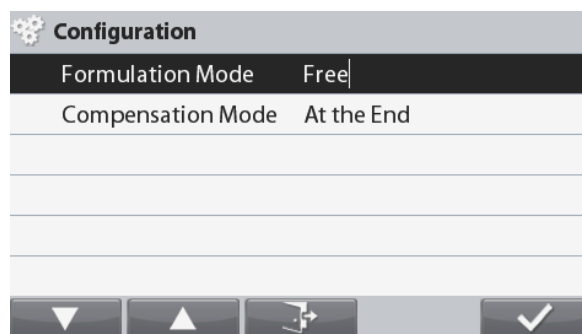 Configuration
Formulation Mode Free
Compensation Mode At the End